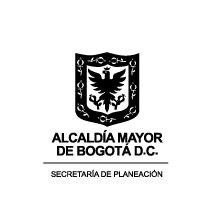 ALCALDÍA MAYOR
DE BOGOTÁ D.C.
SECRETARÍA DE PLANEACIÓN